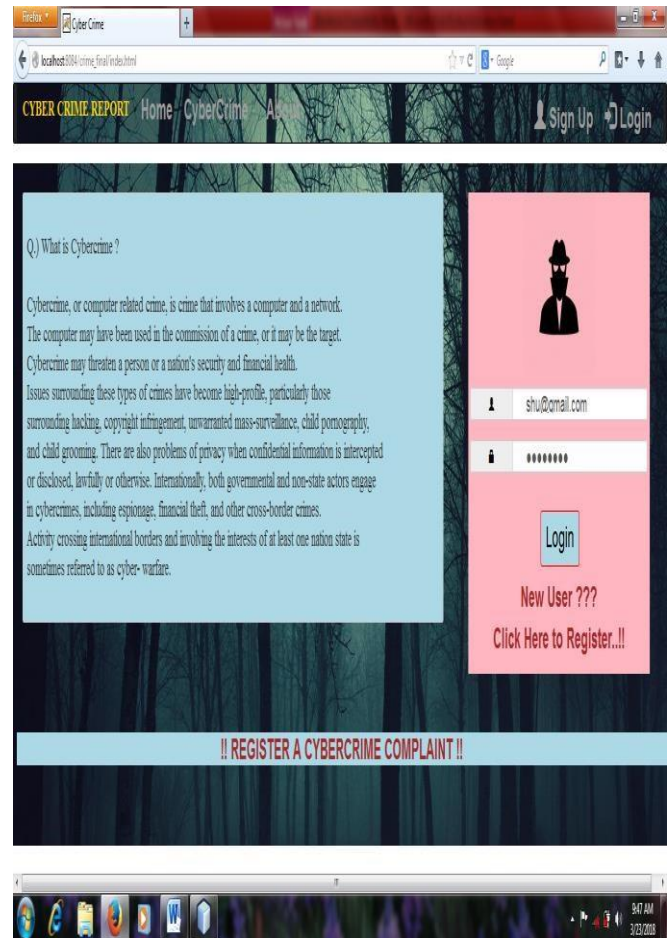 Firefox
Cyber Crime
localhost:8084/crime_final/index.html
Google
CYBER CRIME REPORT Home CyberCrime About
Sign Up Login
Q.) What is Cybercrime ?
Cybercrime, or computer related crime, is crime that involves a computer and a network.
The computer may have been used in the commission of a crime, or it may be the target.
Cybercrime may threaten a person or a nation's security and financial health.
Issues surrounding these types of crimes have become high-profile, particularly those
surrounding hacking, copyright infringement, unwarranted mass-surveillance, child pornography,
and child grooming. There are also problems of privacy when confidential information is intercepted
or disclosed, lawfully or otherwise. Internationally, both governmental and non-state actors engage
in cybercrimes, including espionage, financial theft, and other cross-border crimes.
Activity crossing international borders and involving the interests of at least one nation state is
sometimes referred to as cyber- warfare.
shu@gmail.com
Login
New User ???
Click Here to Register..!!
!! REGISTER A CYBERCRIME COMPLAINT !!
9:47 AM
3/23/2018